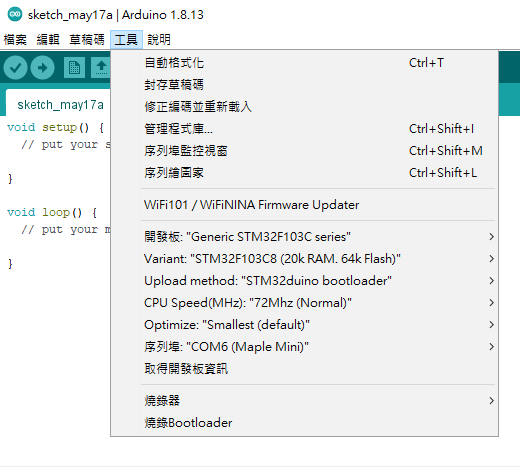 sketch_may17a | Arduino 1.8.13
檔案 編輯 草稿碼 工具 說明
自動格式化 Ctrl+T
封存草稿碼
修正編碼並重新載入
管理程式庫... Ctrl+Shift+I
序列埠監控視窗 Ctrl+Shift+M
序列繪圖家 Ctrl+Shift+L
WiFi101 / WiFiNINA Firmware Updater
開發板: "Generic STM32F103C series"
Variant: "STM32F103C8 (20k RAM. 64k Flash)"
Upload method: "STM32duino bootloader"
CPU Speed(MHz): "72Mhz (Normal)"
Optimize: "Smallest (default)"
序列埠: "COM6 (Maple Mini)"
取得開發板資訊
燒錄器
燒錄Bootloader
sketch_may17a
void setup() {
// put your s
}
void loop() {
// put your m
}